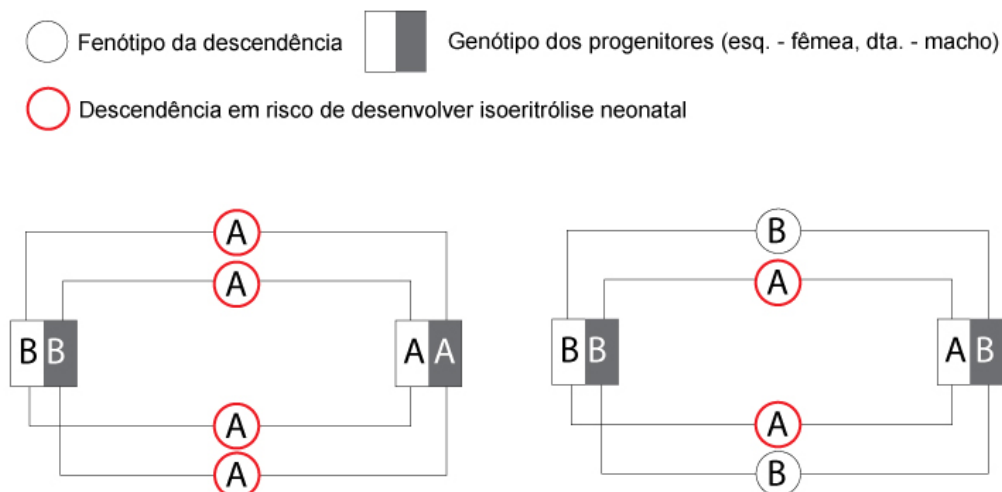 Fenótipo da descendência
Genótipo dos progenitores (esq. - fêmea, dta. - macho)
Descendência em risco de desenvolver isoeritrólise neonatal
A
A
B B
A A
A
A
B
A
B B
A B
A
B